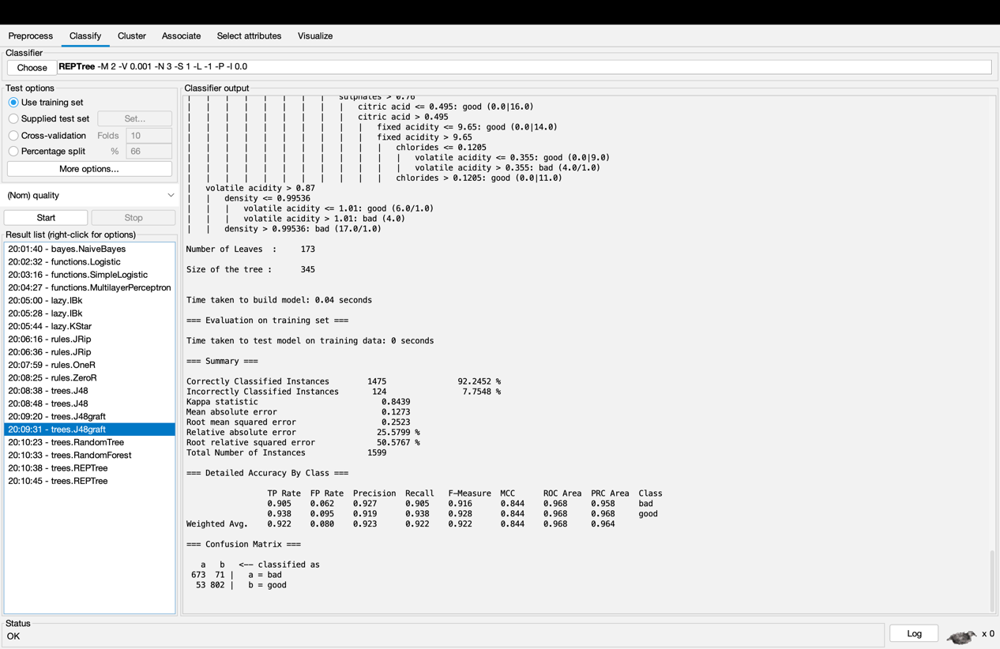 Preprocess Classify Cluster Associate Select attributes Visualize
Classifier
Choose REPTree -M 2 -V 0.001 -N 3 -S 1 -L -1 -P -I 0.0
Test options
Use training set
Supplied test set Set...
Cross-validation Folds 10
Percentage split % 66
More options...
(Nom) quality
Start Stop
Result list (right-click for options)
20:01:40 - bayes.NaiveBayes
20:02:32 - functions.Logistic
20:03:16 - functions.SimpleLogistic
20:04:27 - functions.MultilayerPerceptron
20:05:00 - lazy.IBk
20:05:28 - lazy.IBk
20:05:44 - lazy.KStar
20:06:16 - rules.JRip
20:06:36 - rules.JRip
20:07:59 - rules.OneR
20:08:25 - rules.ZeroR
20:08:38 - trees.J48
20:08:48 - trees.J48
20:09:20 - trees.J48graft
20:09:31 - trees.J48graft
20:10:23 - trees.RandomTree
20:10:33 - trees.RandomForest
20:10:38 - trees.REPTree
20:10:45 - trees.REPTree
Classifier output
| | | | | | | | | sulphates > 0.76
| | | | | | | | | citric acid <= 0.495: good (0.0|16.0)
| | | | | | | | | citric acid > 0.495
| | | | | | | | | | fixed acidity <= 9.65: good (0.0|14.0)
| | | | | | | | | | fixed acidity > 9.65
| | | | | | | | | | | chlorides <= 0.1205
| | | | | | | | | | | | volatile acidity <= 0.355: good (0.0|9.0)
| | | | | | | | | | | | volatile acidity > 0.355: bad (4.0/1.0)
| | | | | | | | | | | chlorides > 0.1205: good (0.0|11.0)
| volatile acidity > 0.87
| | density <= 0.99536
| | | volatile acidity <= 1.01: good (6.0/1.0)
| | | volatile acidity > 1.01: bad (4.0)
| | density > 0.99536: bad (17.0/1.0)
Number of Leaves : 173
Size of the tree : 345
Time taken to build model: 0.04 seconds
=== Evaluation on training set ===
Time taken to test model on training data: 0 seconds
=== Summary ===
Correctly Classified Instances 1475 92.2452 %
Incorrectly Classified Instances 124 7.7548 %
Kappa statistic 0.8439
Mean absolute error 0.1273
Root mean squared error 0.2523
Relative absolute error 25.5799 %
Root relative squared error 50.5767 %
Total Number of Instances 1599
=== Detailed Accuracy By Class ===
TP Rate FP Rate Precision Recall F-Measure MCC ROC Area PRC Area Class
0.905 0.062 0.927 0.905 0.916 0.844 0.968 0.958 bad
0.938 0.095 0.919 0.938 0.928 0.844 0.968 0.968 good
Weighted Avg. 0.922 0.080 0.923 0.922 0.922 0.844 0.968 0.964
=== Confusion Matrix ===
a b <-- classified as
673 71 | a = bad
53 802 | b = good
Status
OK
Log x 0